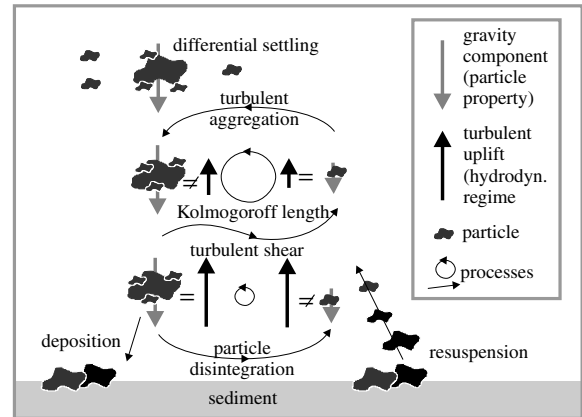 differential settling
turbulent
aggregation
≠
=
Kolmogoroff length
turbulent shear
=
≠
deposition
particle
disintegration
resuspension
sediment
gravity
component
(particle
property)
turbulent
uplift
(hydrodyn.
regime
particle
processes